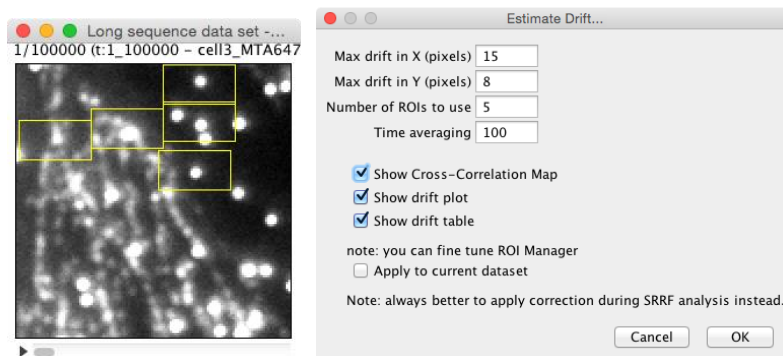 Long sequence data set -...
1/100000 (t:1_100000 - cell3_MTA647
Estimate Drift...
Max drift in X (pixels) 15
Max drift in Y (pixels) 8
Number of ROIs to use 5
Time averaging 100
Show Cross-Correlation Map
Show drift plot
Show drift table
note: you can fine tune ROI Manager
Apply to current dataset
Note: always better to apply correction during SRRF analysis instead.
Cancel OK